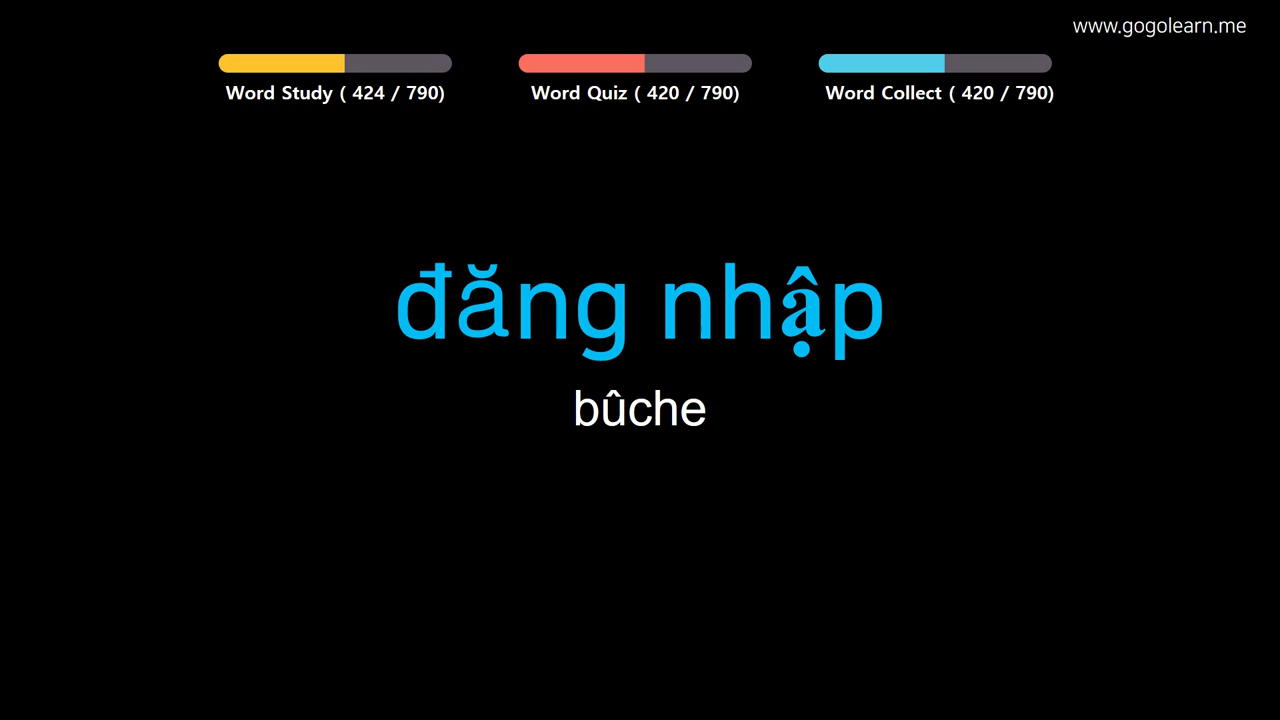 www.gogolearn.me
Word Study ( 424 / 790)
Word Quiz ( 420 / 790)
Word Collect ( 420 / 790)
đăng nhập
bûche